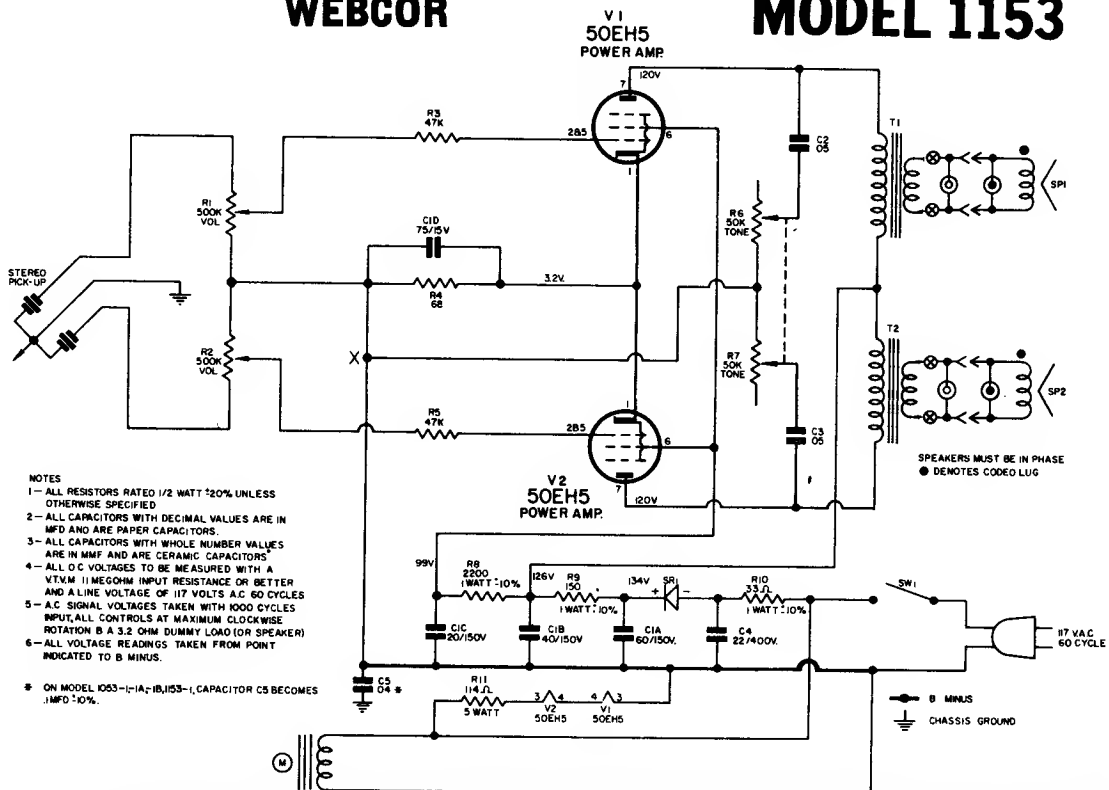 WEBCOR
MODEL 1153
V1
50EH5
POWER AMP.
7
120V
R3
47K
2&5
6
1
C2
05
T1
SP1
R1
500K
VOL
C1D
75/15V
R6
50K
TONE
STEREO
PICK-UP
R4
68
3.2V.
R2
500K
VOL
X
R7
50K
TONE
T2
SP2
R5
47K
2&5
1
6
C3
05
V2
50EH5
POWER AMP.
7
120V
SPEAKERS MUST BE IN PHASE
● DENOTES CODED LUG
NOTES
1 – ALL RESISTORS RATED 1/2 WATT ±20% UNLESS
OTHERWISE SPECIFIED
2 – ALL CAPACITORS WITH DECIMAL VALUES ARE IN
MFD AND ARE PAPER CAPACITORS.
3 – ALL CAPACITORS WITH WHOLE NUMBER VALUES
ARE IN MMF AND ARE CERAMIC CAPACITORS
4 – ALL D C VOLTAGES TO BE MEASURED WITH A
V.T.V.M 11 MEGOHM INPUT RESISTANCE OR BETTER
AND A LINE VOLTAGE OF 117 VOLTS A.C 60 CYCLES
5 – A.C SIGNAL VOLTAGES TAKEN WITH 1000 CYCLES
INPUT, ALL CONTROLS AT MAXIMUM CLOCKWISE
ROTATION & A 3.2 OHM DUMMY LOAD (OR SPEAKER)
6 – ALL VOLTAGE READINGS TAKEN FROM POINT
INDICATED TO B MINUS.
* ON MODEL 1053-1,-1A,-1B,1153-1, CAPACITOR C5 BECOMES
.1MFD ±10%.
99V
R8
2200
1 WATT ±10%
126V
R9
150
1 WATT ±10%
134V
+ SR1 -
R10
33Ω
1 WATT ±10%
SW1
117 V.A.C
60 CYCLE
C1C
20/150V
C1B
40/150V
C1A
60/150V.
C4
22/400V.
C5
04 *
R11
114Ω
5 WATT
3 4
V2
50EH5
4 3
V1
50EH5
B MINUS
CHASSIS GROUND
M